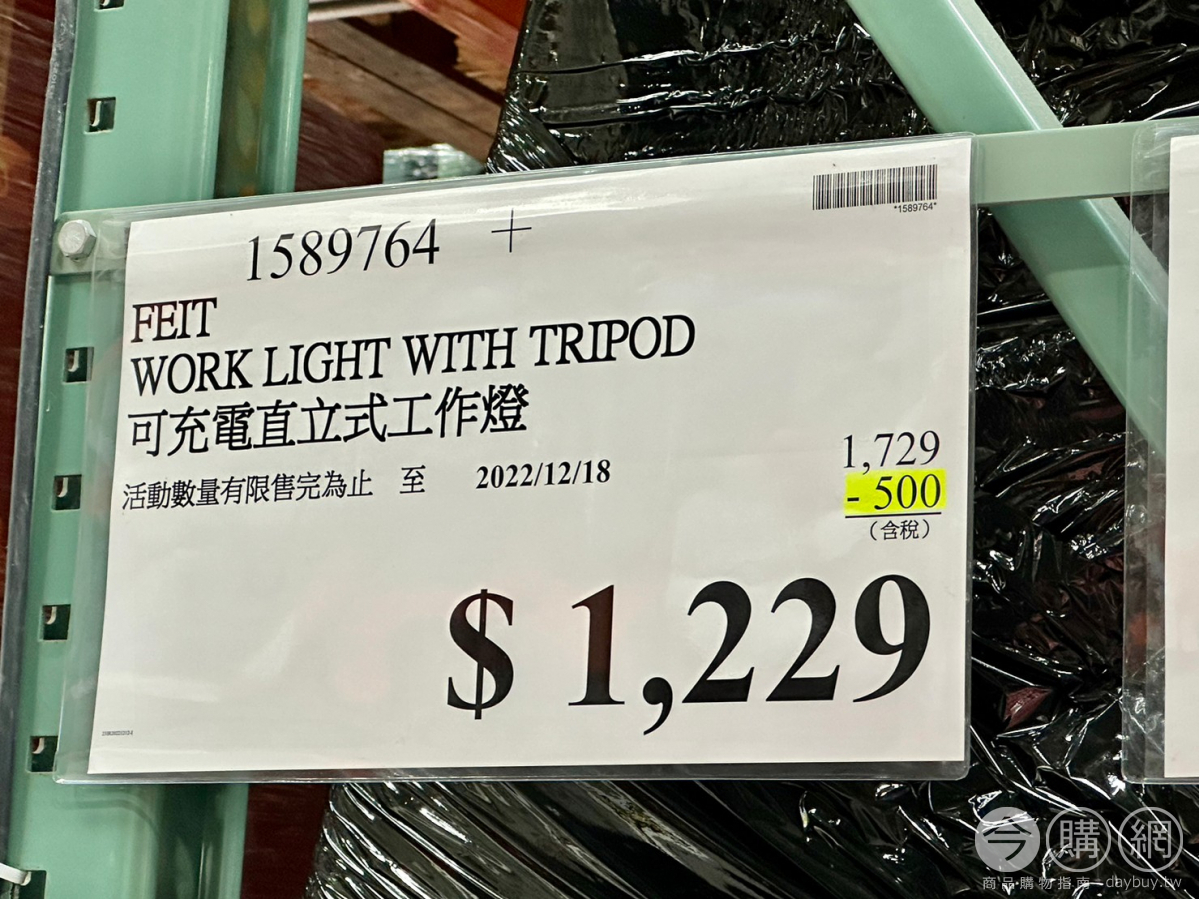 1589764 +
*1589764*
FEIT
WORK LIGHT WITH TRIPOD
可充電直立式工作燈
活動數量有限售完為止 至 2022/12/18
1,729
- 500
(含稅)
$ 1,229
今購網
商品購物指南 daybuy.tw